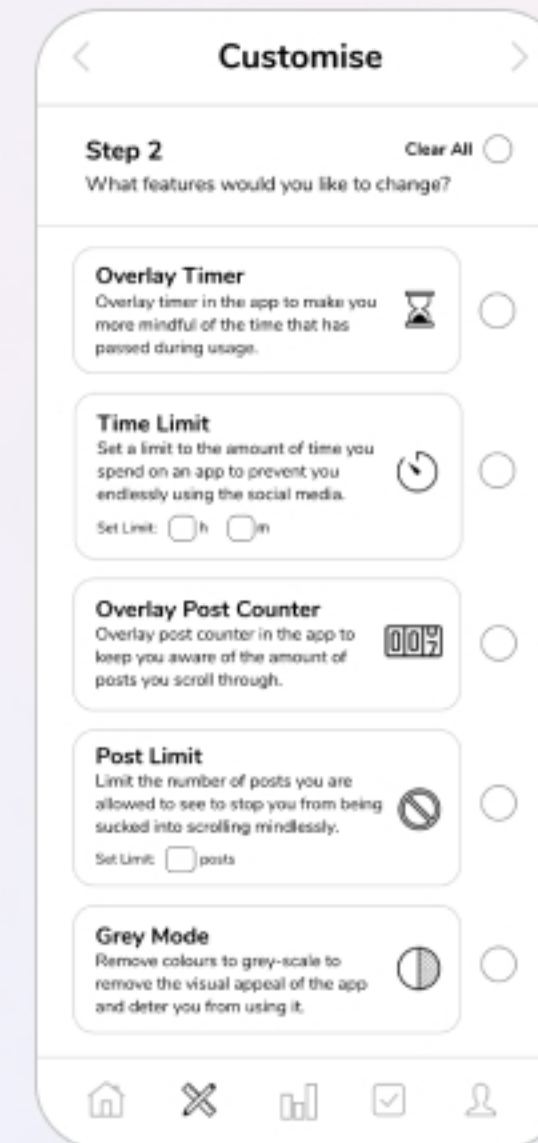 Customise
Step 2
Clear All
What features would you like to change?
Overlay Timer
Overlay timer in the app to make you
more mindful of the time that has
passed during usage.
Time Limit
Set a limit to the amount of time you
spend on an app to prevent you
endlessly using the social media.
Set Limit: h m
Overlay Post Counter
Overlay post counter in the app to
keep you aware of the amount of
posts you scroll through.
007
Post Limit
Limit the number of posts you are
allowed to see to stop you from being
sucked into scrolling mindlessly.
Set Limit: posts
Grey Mode
Remove colours to grey-scale to
remove the visual appeal of the app
and deter you from using it.